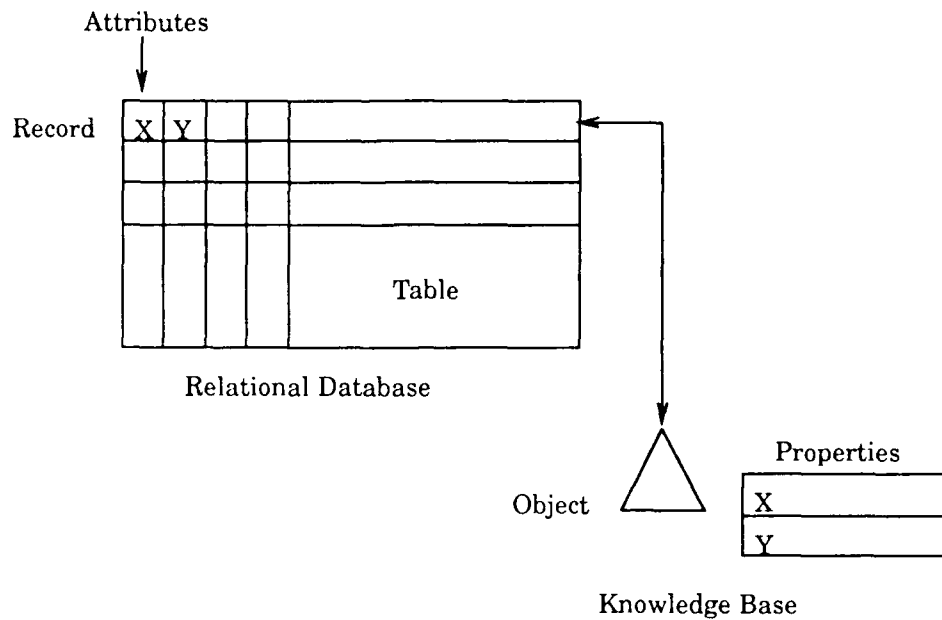 Attributes
Record
X Y
Table
Relational Database
Properties
Object
X
Y
Knowledge Base